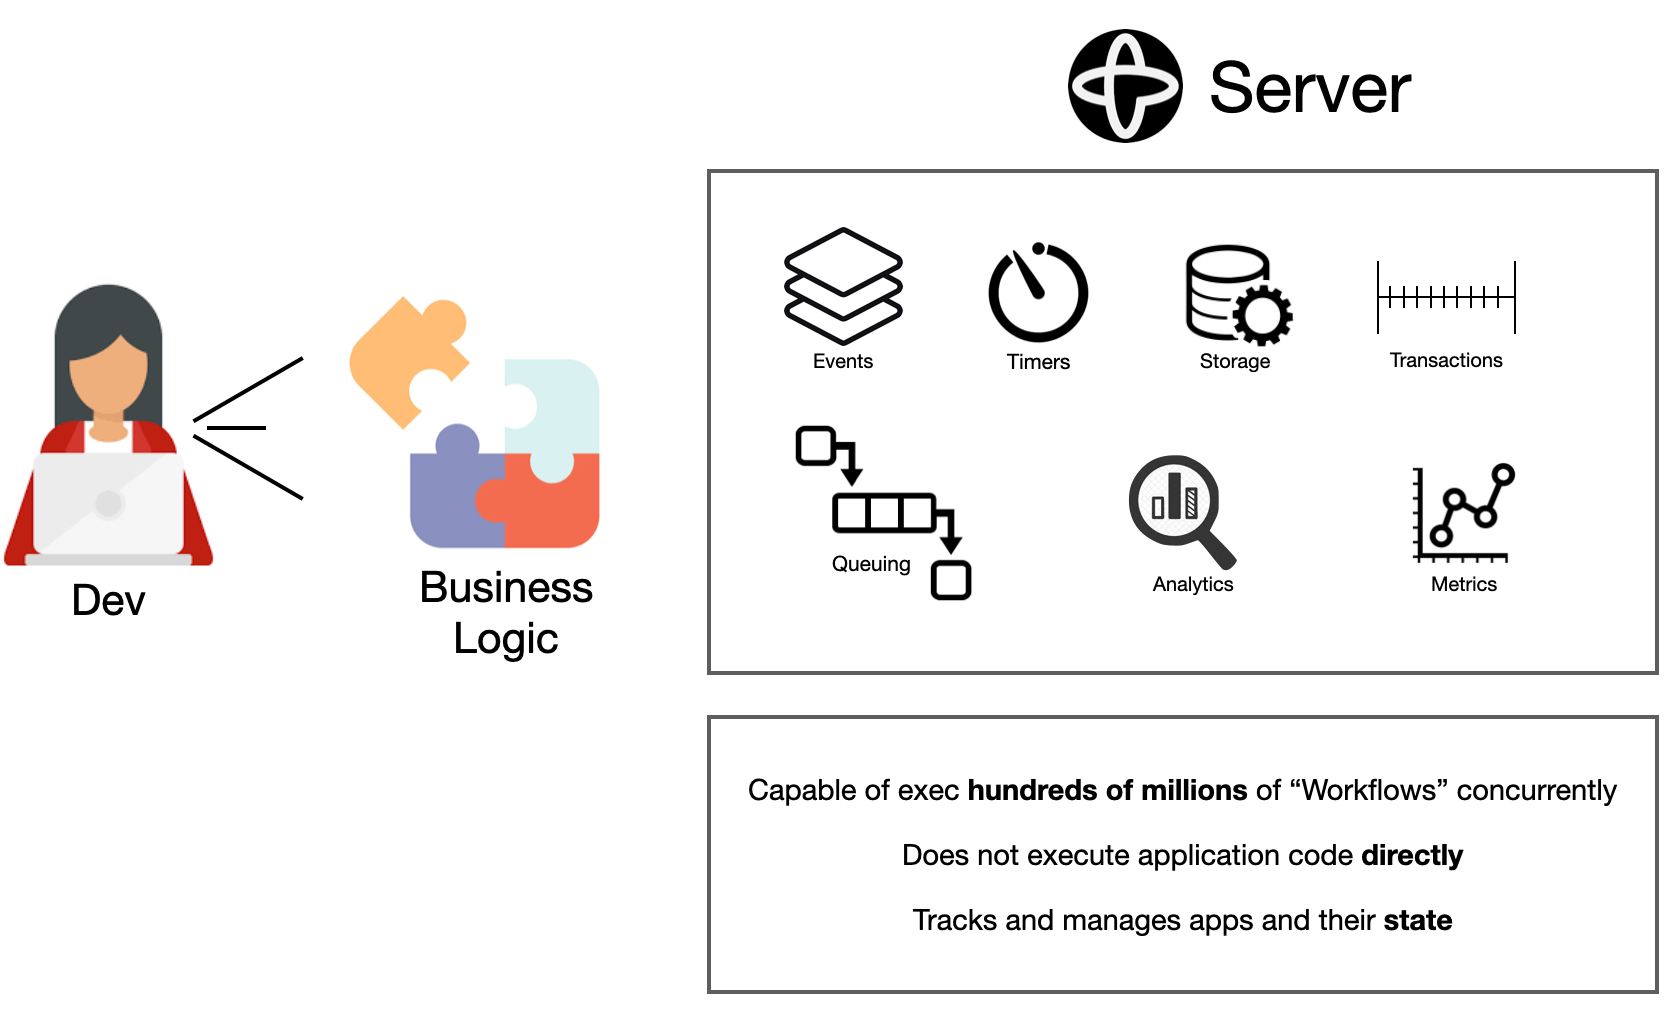 Server
Events
Timers
Storage
Transactions
Queuing
Analytics
Metrics
Dev
Business
Logic
Capable of exec hundreds of millions of “Workflows” concurrently
Does not execute application code directly
Tracks and manages apps and their state